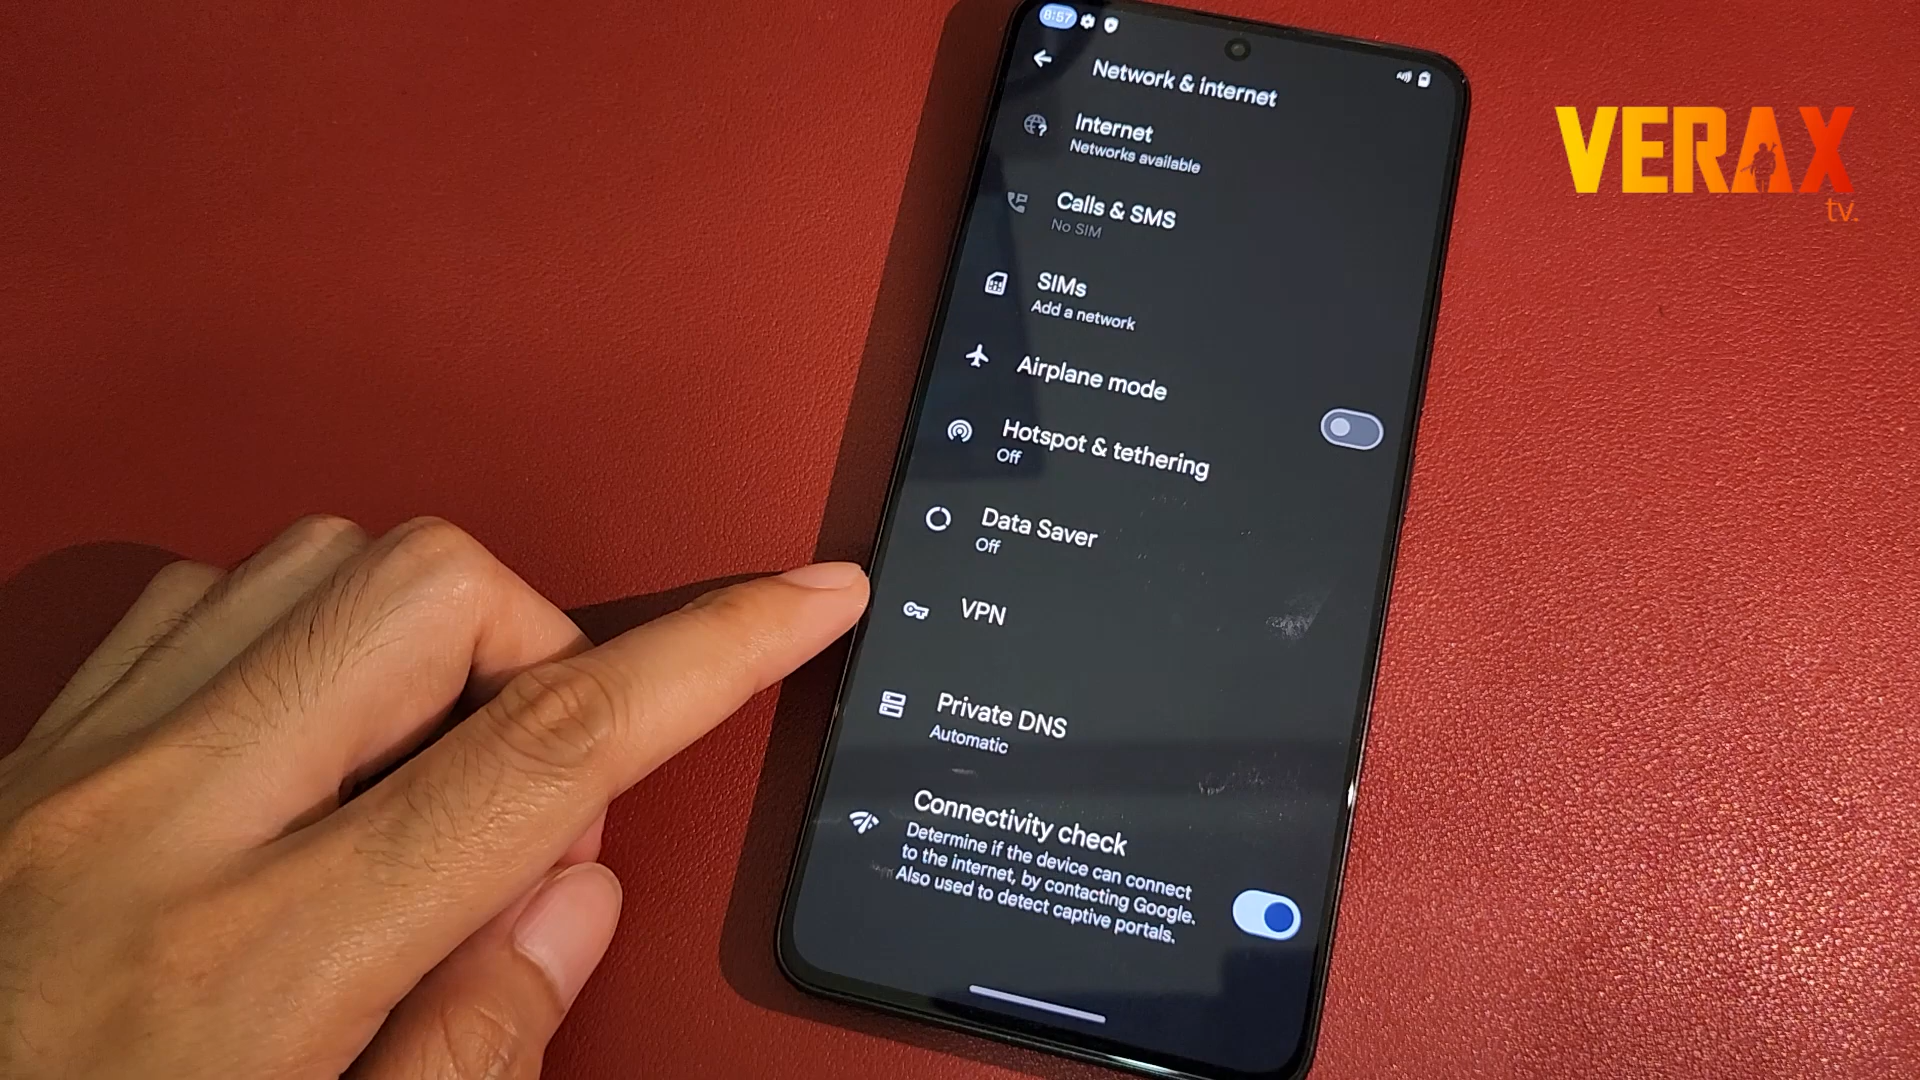 8:57
Network & internet
Internet
Networks available
Calls & SMS
No SIM
SIMs
Add a network
Airplane mode
Hotspot & tethering
Off
Data Saver
Off
VPN
Private DNS
Automatic
Connectivity check
Determine if the device can connect
to the internet, by contacting Google.
Also used to detect captive portals.
VERAX
tv.